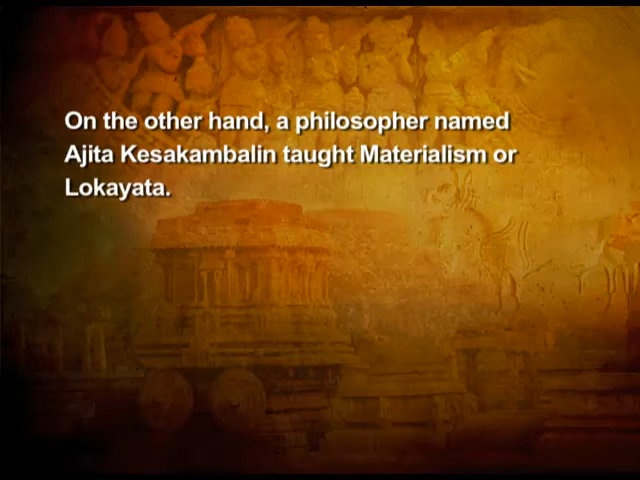 On the other hand, a philosopher named
Ajita Kesakambalin taught Materialism or
Lokayata.